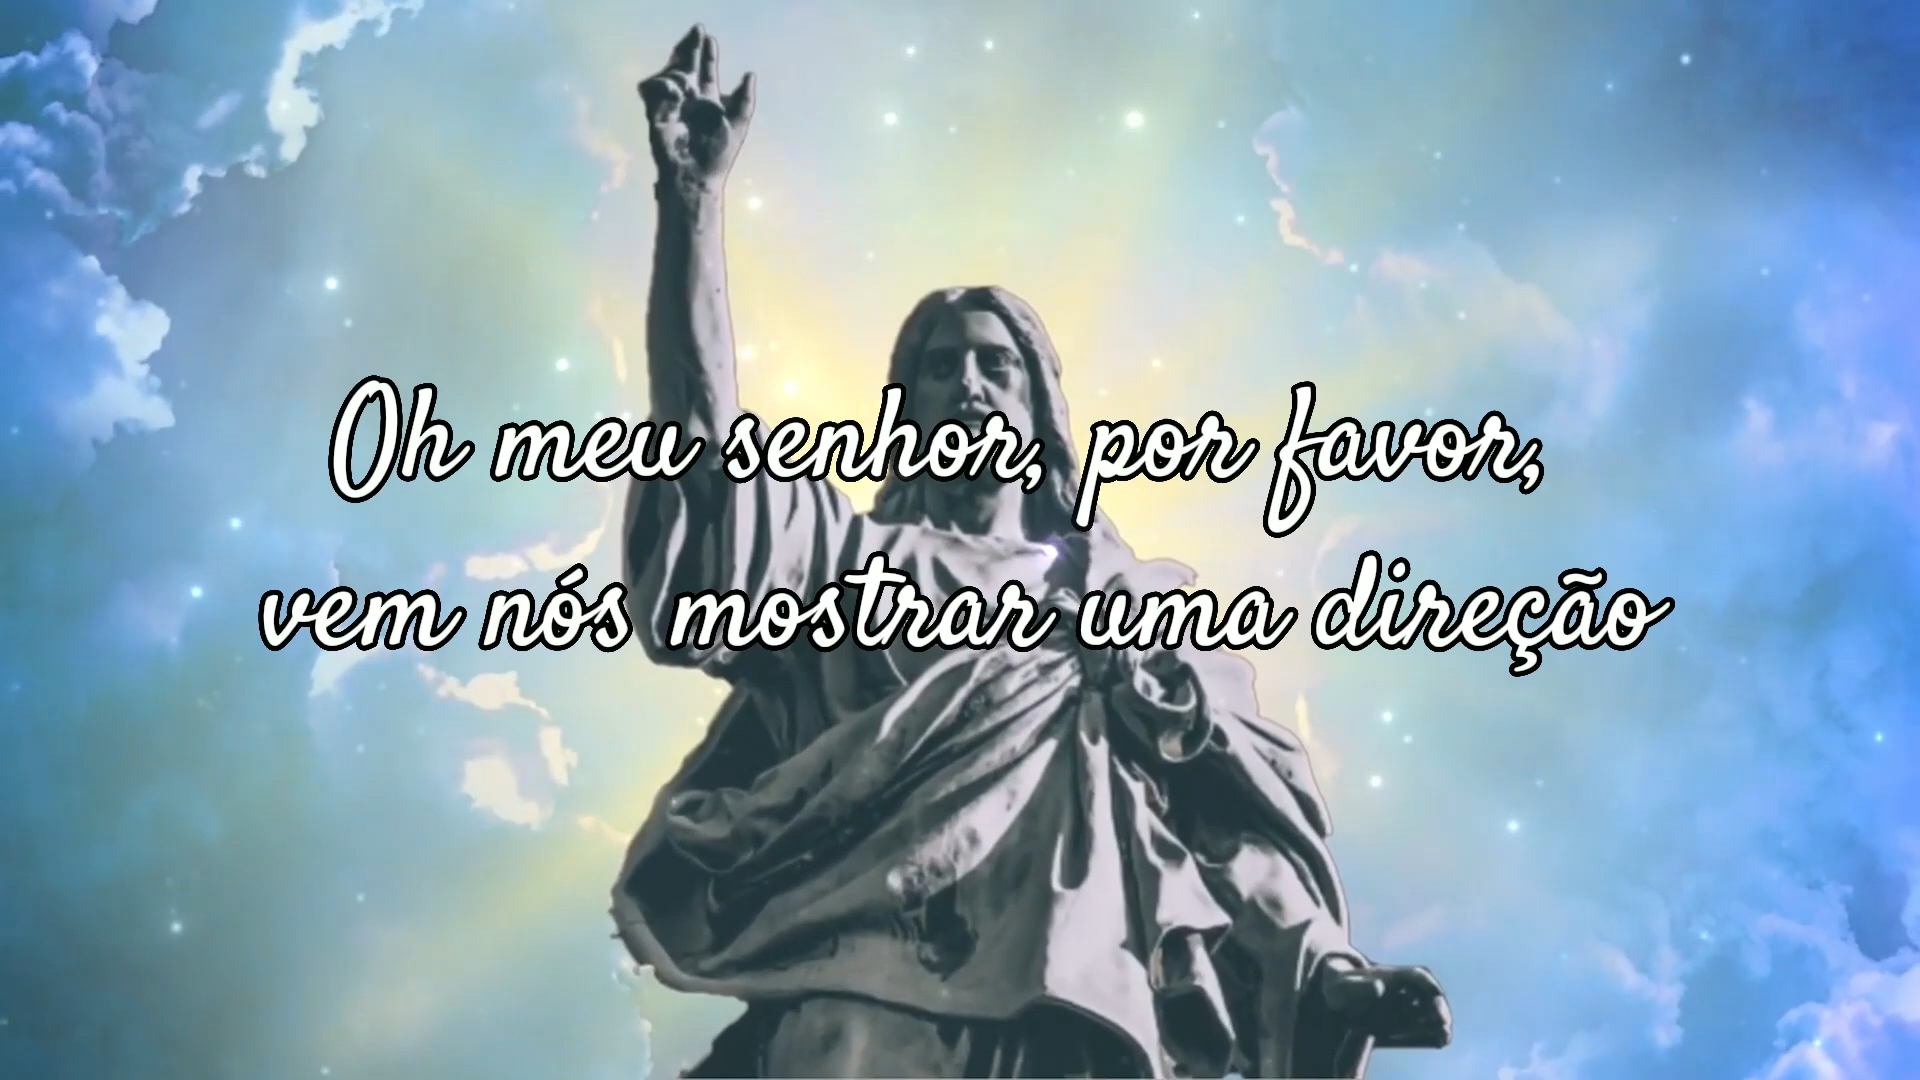 Oh meu senhor, por favor,
vem nós mostrar uma direção